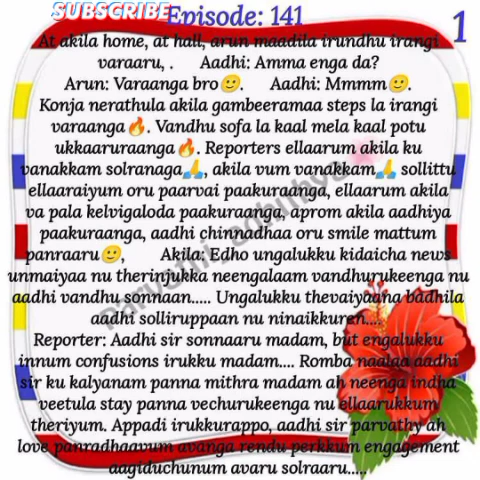 SUBSCRIBE
Episode: 141
1
At akila home, at hall, arun maadila irundhu irangi
varaaru, . Aadhi: Amma enga da?
Arun: Varaanga bro🙂. Aadhi: Mmmm🙂.
Konja nerathula akila gambeeramaa steps la irangi
varaanga🔥. Vandhu sofa la kaal mela kaal potu
ukkaaruraanga🔥. Reporters ellaarum akila ku
vanakkam solranaga🙏, akila vum vanakkam🙏 sollittu
ellaaraiyum oru paarvai paakuraanga, ellaarum akila
va pala kelvigaloda paakuraanga, aprom akila aadhiya
paakuraanga, aadhi chinnadhaa oru smile mattum
panraaru🙂, Akila: Edho ungalukku kidaicha news
unmaiyaa nu therinjukka neengalaam vandhurukeenga nu
aadhi vandhu sonnaan..... Ungalukku thevaiyaana badhila
aadhi solliruppaan nu ninaikkuren....
Reporter: Aadhi sir sonnaaru madam, but engalukku
innum confusions irukku madam.... Romba naalaa aadhi
sir ku kalyanam panna mithra madam ah neenga indha
veetula stay panna vechurukeenga nu ellaarukkum
theriyum. Appadi irukkurappo, aadhi sir parvathy ah
love panradhaavum avanga rendu perkkum engagement
aagiduchunum avaru solraaru.....